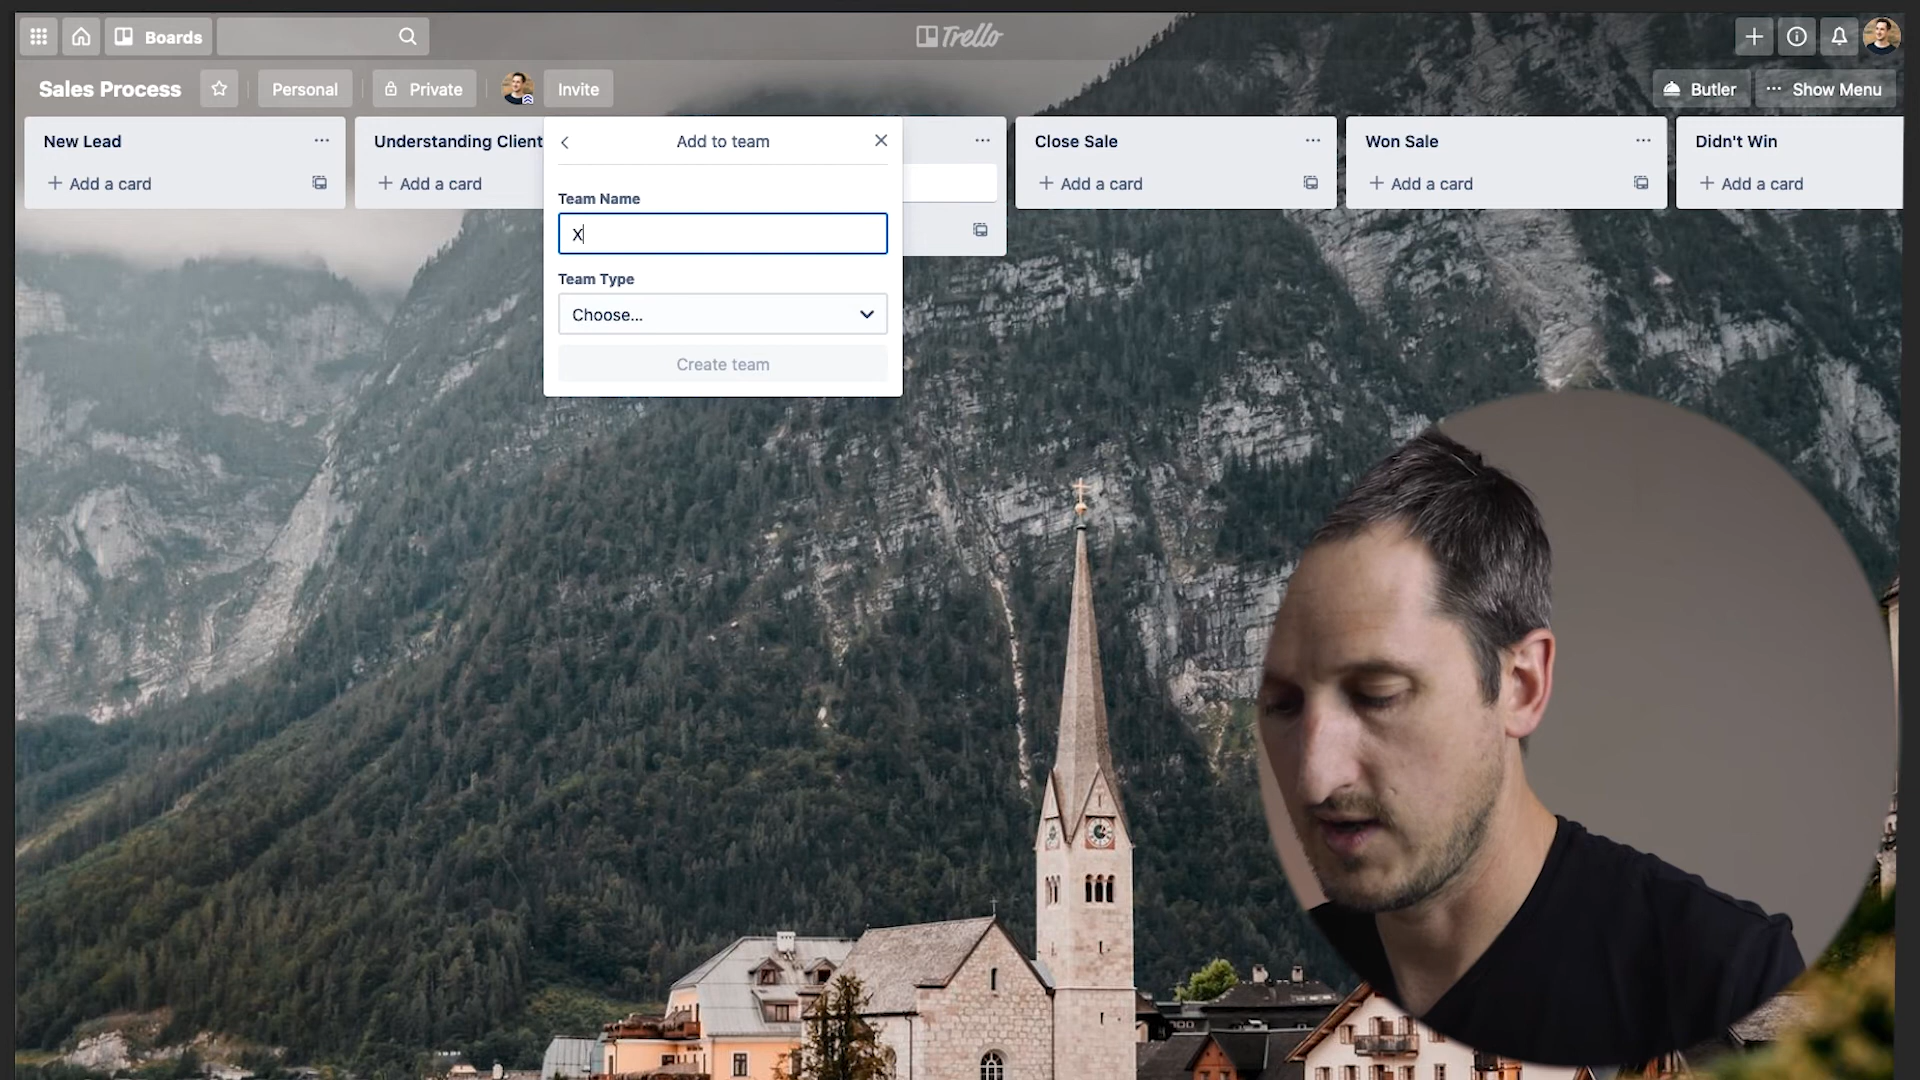 Boards
Trello
Sales Process
Personal
Private
Invite
Butler
Show Menu
New Lead
Add a card
Understanding Client
Add a card
Add to team
Team Name
X
Team Type
Choose...
Create team
Close Sale
Add a card
Won Sale
Add a card
Didn't Win
Add a card